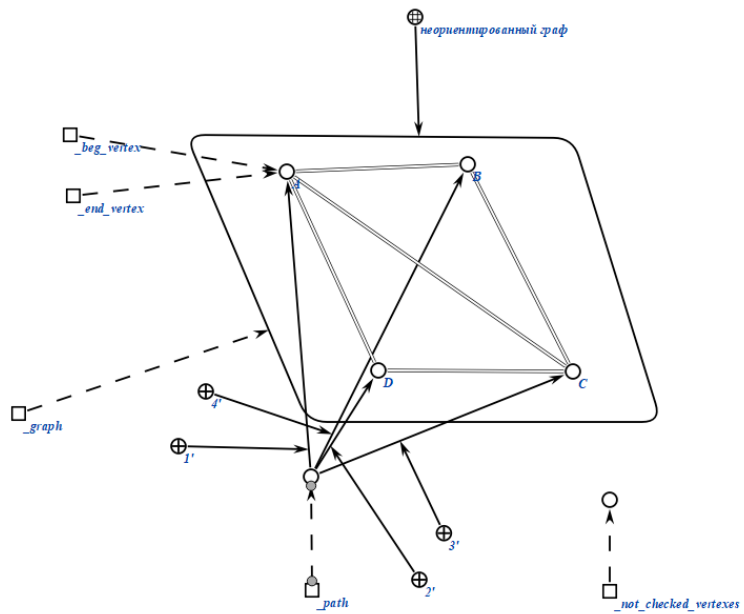 неориентированный граф
_beg_vertex
A
B
_end_vertex
D
C
4'
_graph
1'
3'
2'
_path
_not_checked_vertexes